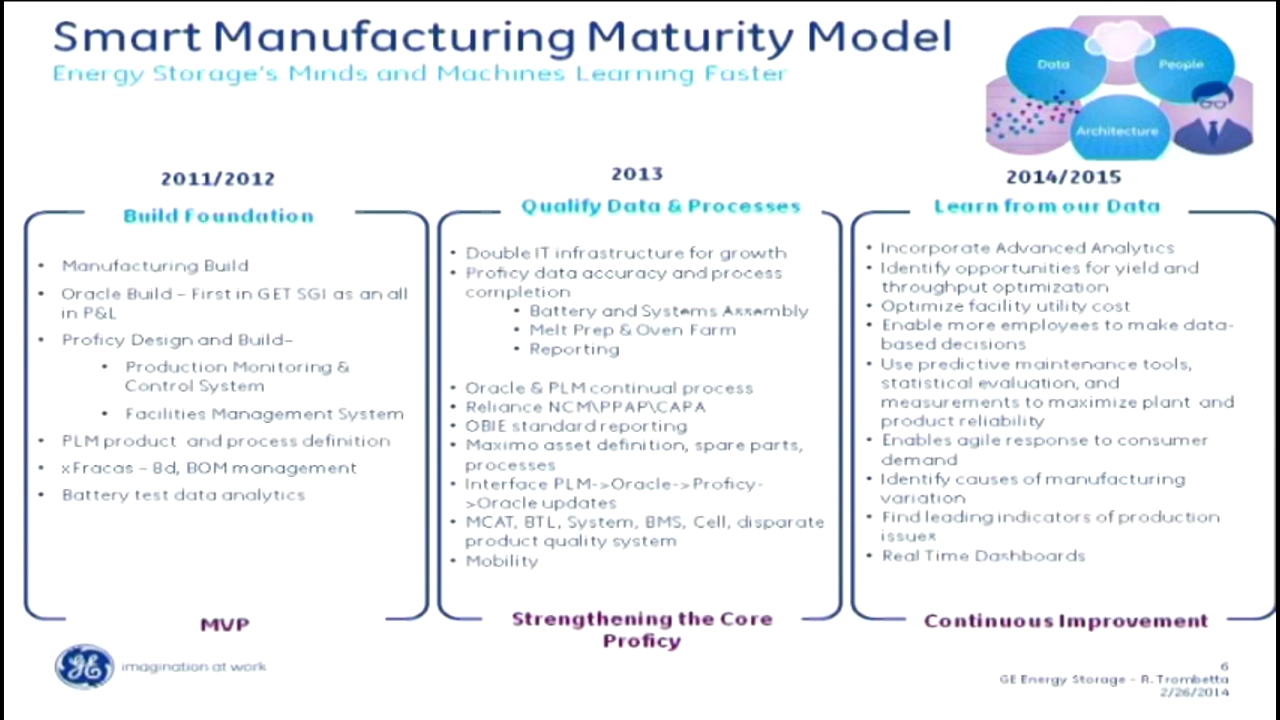 Smart Manufacturing Maturity Model
Energy Storage's Minds and Machines Learning Faster
Data
People
Architecture
2011/2012
Build Foundation
• Manufacturing Build
• Oracle Build – First in GET SGI as an all
in P&L
• Proficy Design and Build–
• Production Monitoring &
Control System
• Facilities Management System
• PLM product and process definition
• xFracas – 8d, BOM management
• Battery test data analytics
MVP
2013
Qualify Data & Processes
• Double IT infrastructure for growth
• Proficy data accuracy and process
completion
• Battery and Systems Assembly
• Melt Prep & Oven Farm
• Reporting
• Oracle & PLM continual process
• Reliance NCM\PPAP\CAPA
• OBIE standard reporting
• Maximo asset definition, spare parts,
processes
• Interface PLM->Oracle->Proficy-
>Oracle updates
• MCAT, BTL, System, BMS, Cell, disparate
product quality system
• Mobility
Strengthening the Core
Proficy
2014/2015
Learn from our Data
• Incorporate Advanced Analytics
• Identify opportunities for yield and
throughput optimization
• Optimize facility utility cost
• Enable more employees to make data-
based decisions
• Use predictive maintenance tools,
statistical evaluation, and
measurements to maximize plant and
product reliability
• Enables agile response to consumer
demand
• Identify causes of manufacturing
variation
• Find leading indicators of production
issues
• Real Time Dashboards
Continuous Improvement
GE
imagination at work
6
GE Energy Storage – R. Trombetta
2/26/2014